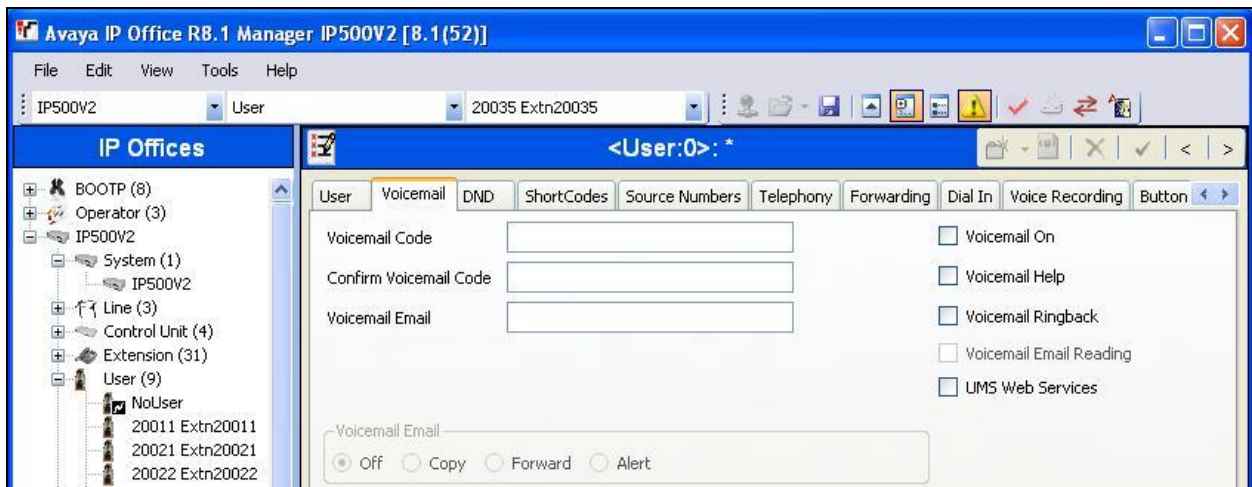 Avaya IP Office R8.1 Manager IP500V2 [8.1(52)]
File Edit View Tools Help
IP500V2 User 20035 Extn20035
IP Offices
<User:0>: *
BOOTP (8)
Operator (3)
IP500V2
System (1)
IP500V2
Line (3)
Control Unit (4)
Extension (31)
User (9)
NoUser
20011 Extn20011
20021 Extn20021
20022 Extn20022
User Voicemail DND ShortCodes Source Numbers Telephony Forwarding Dial In Voice Recording Button
Voicemail Code
Confirm Voicemail Code
Voicemail Email
Voicemail On
Voicemail Help
Voicemail Ringback
Voicemail Email Reading
UMS Web Services
Voicemail Email
Off Copy Forward Alert